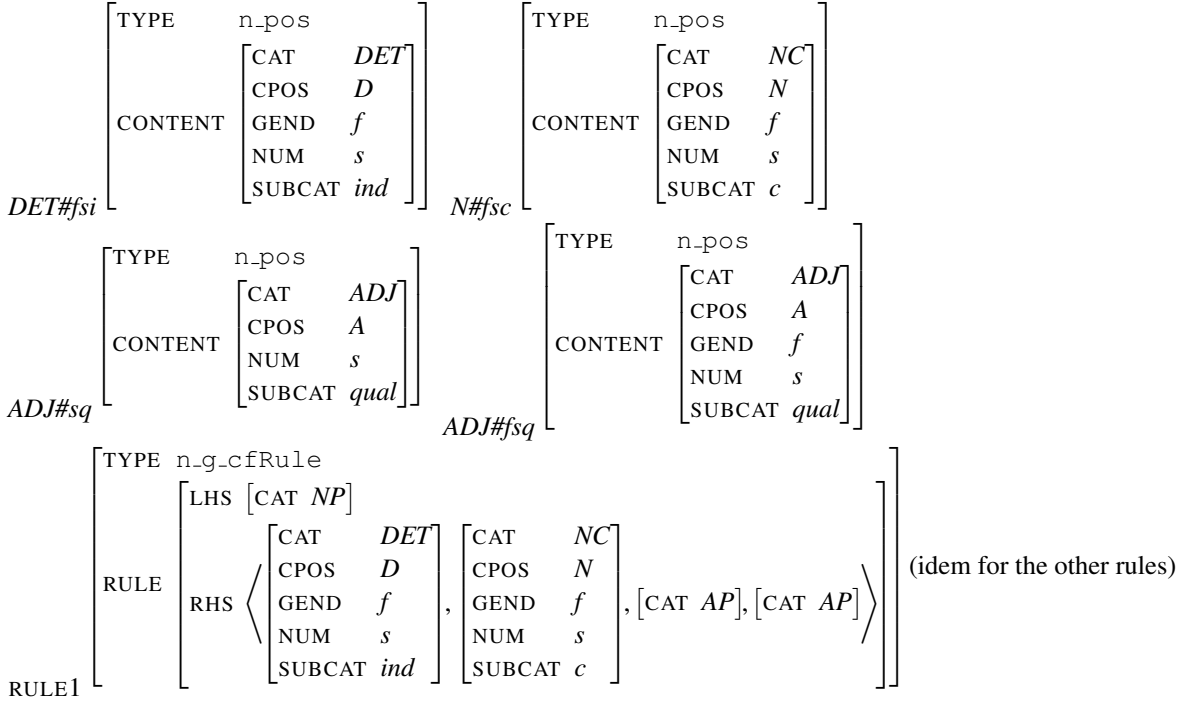 TYPE n_pos TYPE n_pos
CAT DET CAT NC
CPOS D CPOS N
CONTENT GEND f CONTENT GEND f
NUM s NUM s
SUBCAT ind SUBCAT c
DET#fsi N#fsc
TYPE n_pos TYPE n_pos
CAT ADJ CAT ADJ
CPOS A CPOS A
CONTENT NUM s CONTENT GEND f
SUBCAT qual NUM s
SUBCAT qual
ADJ#sq ADJ#fsq
TYPE n_g_cfRule
LHS [CAT NP]
CAT DET CAT NC
CPOS D CPOS N
RULE RHS ⟨ GEND f , GEND f , [CAT AP], [CAT AP] ⟩ (idem for the other rules)
NUM s NUM s
SUBCAT ind SUBCAT c
RULE1